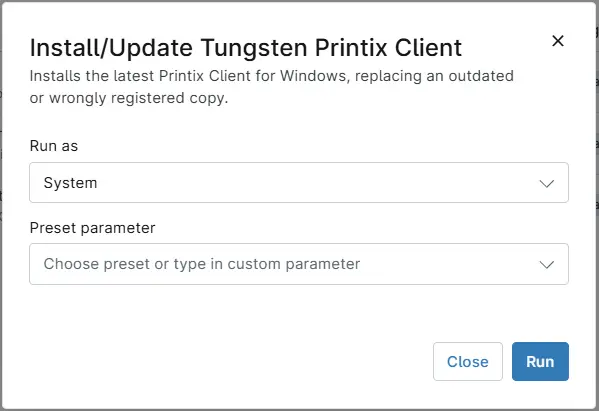 Install/Update Tungsten Printix Client
Installs the latest Printix Client for Windows, replacing an outdated
or wrongly registered copy.
Run as
System
Preset parameter
Choose preset or type in custom parameter
Close
Run